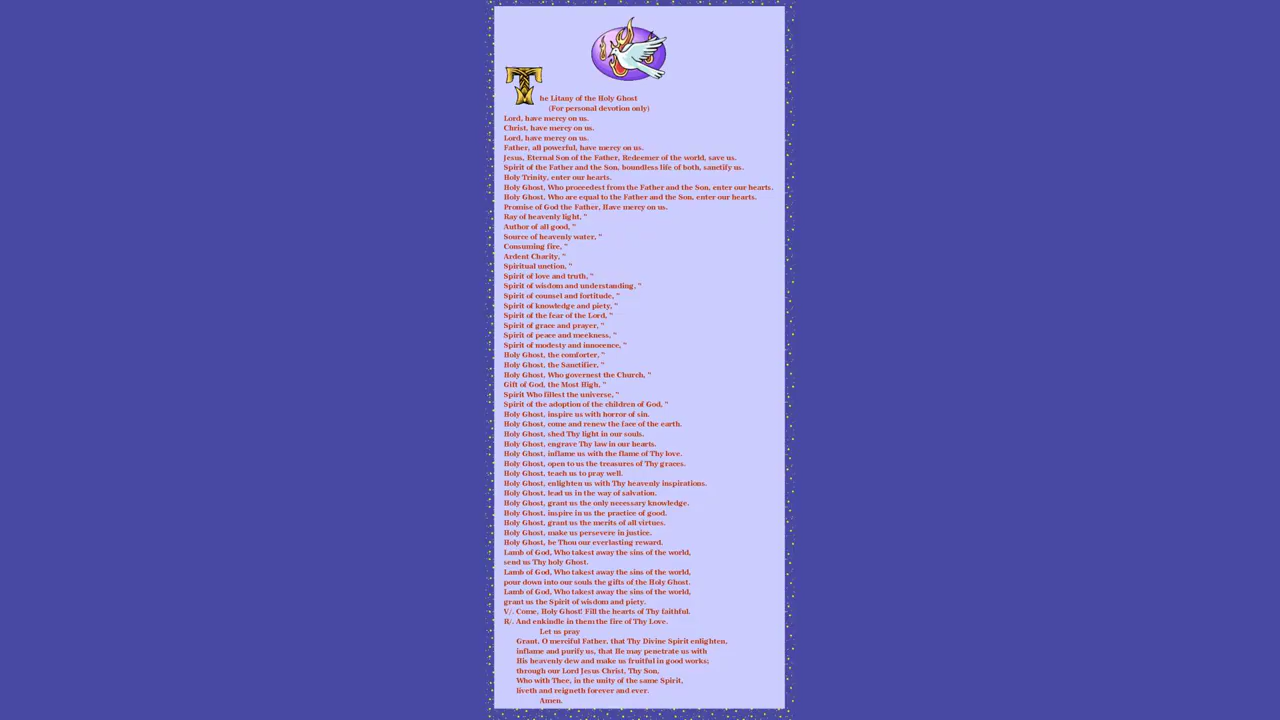 The Litany of the Holy Ghost
(For personal devotion only)
Lord, have mercy on us.
Christ, have mercy on us.
Lord, have mercy on us.
Father, all powerful, have mercy on us.
Jesus, Eternal Son of the Father, Redeemer of the world, save us.
Spirit of the Father and the Son, boundless life of both, sanctify us.
Holy Trinity, enter our hearts.
Holy Ghost, Who proceedest from the Father and the Son, enter our hearts.
Holy Ghost, Who are equal to the Father and the Son, enter our hearts.
Promise of God the Father, Have mercy on us.
Ray of heavenly light, "
Author of all good, "
Source of heavenly water, "
Consuming fire, "
Ardent Charity, "
Spiritual unction, "
Spirit of love and truth, "
Spirit of wisdom and understanding, "
Spirit of counsel and fortitude, "
Spirit of knowledge and piety, "
Spirit of the fear of the Lord, "
Spirit of grace and prayer, "
Spirit of peace and meekness, "
Spirit of modesty and innocence, "
Holy Ghost, the comforter, "
Holy Ghost, the Sanctifier, "
Holy Ghost, Who governest the Church, "
Gift of God, the Most High, "
Spirit Who fillest the universe, "
Spirit of the adoption of the children of God, "
Holy Ghost, inspire us with horror of sin.
Holy Ghost, come and renew the face of the earth.
Holy Ghost, shed Thy light in our souls.
Holy Ghost, engrave Thy law in our hearts.
Holy Ghost, inflame us with the flame of Thy love.
Holy Ghost, open to us the treasures of Thy graces.
Holy Ghost, teach us to pray well.
Holy Ghost, enlighten us with Thy heavenly inspirations.
Holy Ghost, lead us in the way of salvation.
Holy Ghost, grant us the only necessary knowledge.
Holy Ghost, inspire in us the practice of good.
Holy Ghost, grant us the merits of all virtues.
Holy Ghost, make us persevere in justice.
Holy Ghost, be Thou our everlasting reward.
Lamb of God, Who takest away the sins of the world,
send us Thy holy Ghost.
Lamb of God, Who takest away the sins of the world,
pour down into our souls the gifts of the Holy Ghost.
Lamb of God, Who takest away the sins of the world,
grant us the Spirit of wisdom and piety.
V/. Come, Holy Ghost! Fill the hearts of Thy faithful.
R/. And enkindle in them the fire of Thy Love.
Let us pray
Grant, O merciful Father, that Thy Divine Spirit enlighten,
inflame and purify us, that He may penetrate us with
His heavenly dew and make us fruitful in good works;
through our Lord Jesus Christ, Thy Son,
Who with Thee, in the unity of the same Spirit,
liveth and reigneth forever and ever.
Amen.